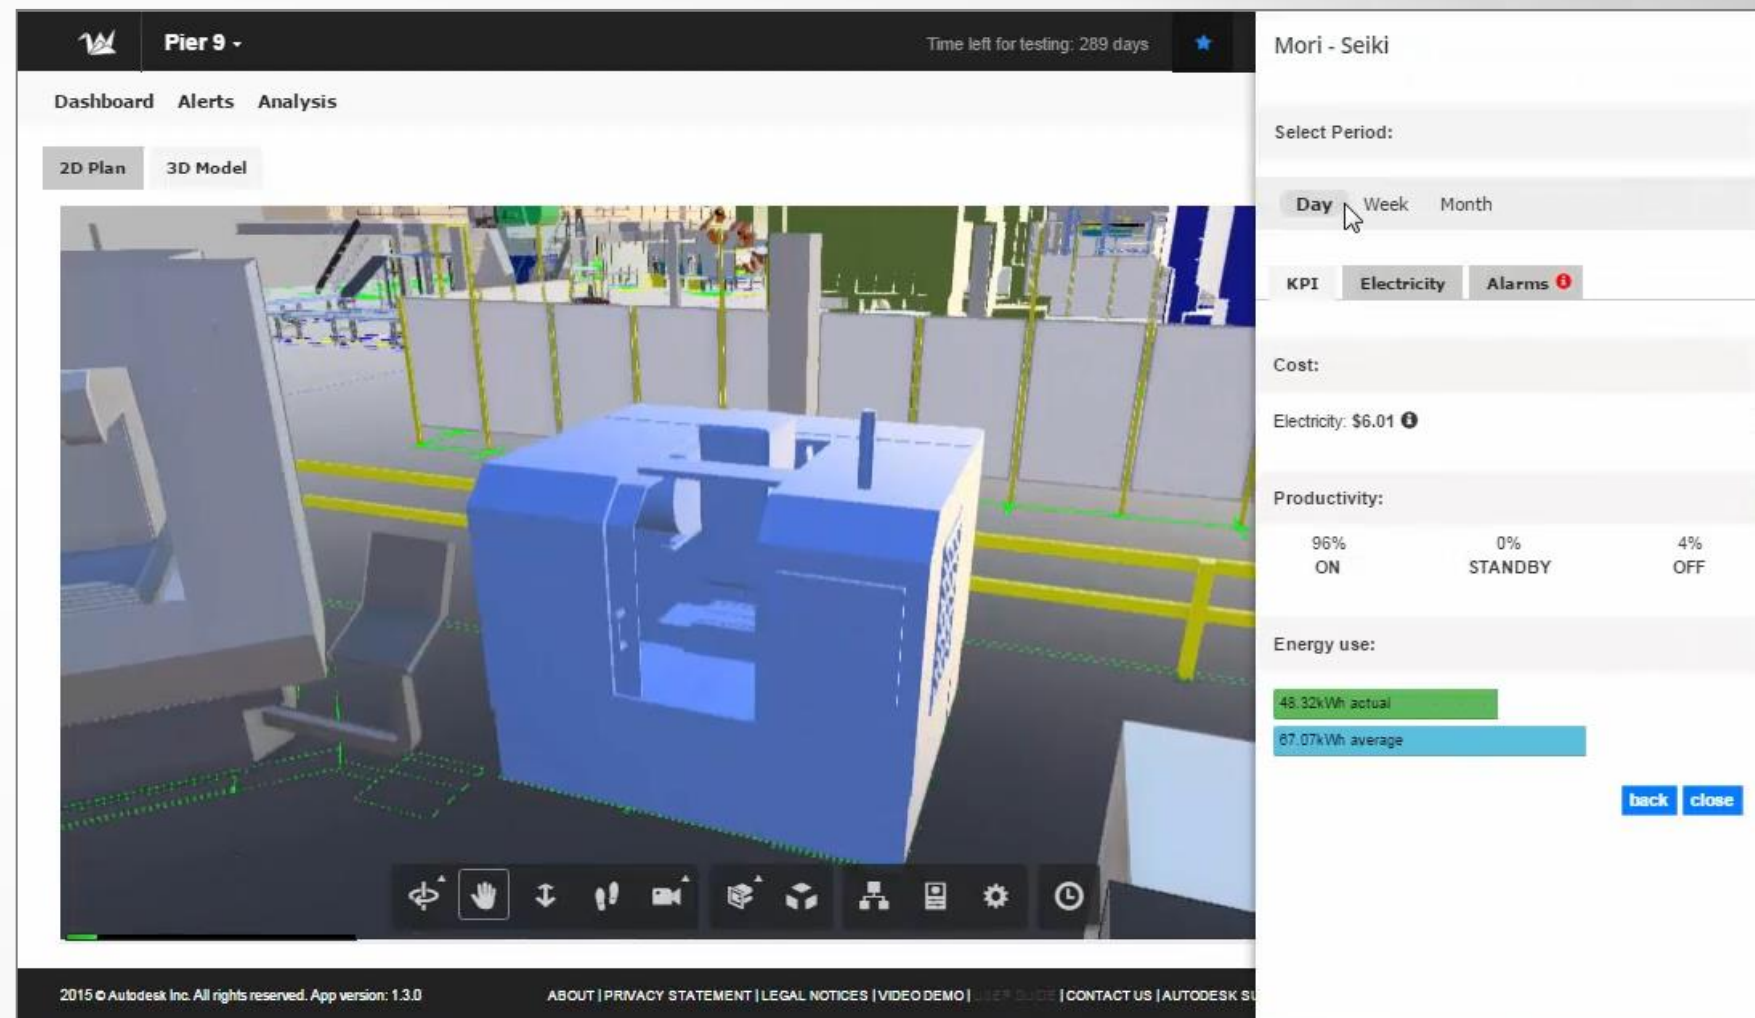 Pier 9
Time left for testing: 289 days
Dashboard Alerts Analysis
2D Plan 3D Model
Mori - Seiki
Select Period:
Day Week Month
KPI Electricity Alarms
Cost:
Electricity: $6.01
Productivity:
96% 0% 4%
ON STANDBY OFF
Energy use:
48.32kWh actual
67.07kWh average
back close
2015 © Autodesk Inc. All rights reserved. App version: 1.3.0
ABOUT | PRIVACY STATEMENT | LEGAL NOTICES | VIDEO DEMO | USER GUIDE | CONTACT US | AUTODESK